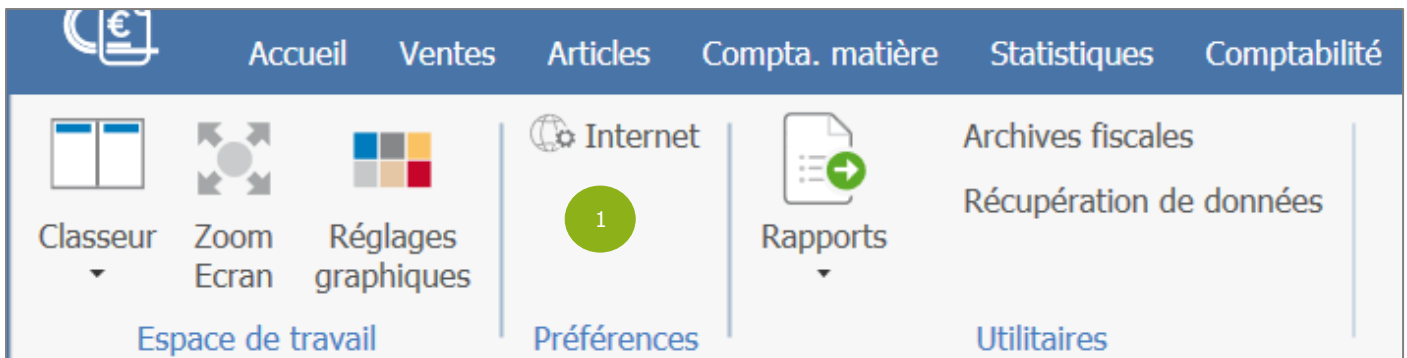 €
Accueil Ventes Articles Compta. matière Statistiques Comptabilité
Classeur
Zoom
Ecran
Réglages
graphiques
Espace de travail
Internet
1
Préférences
Rapports
Archives fiscales
Récupération de données
Utilitaires